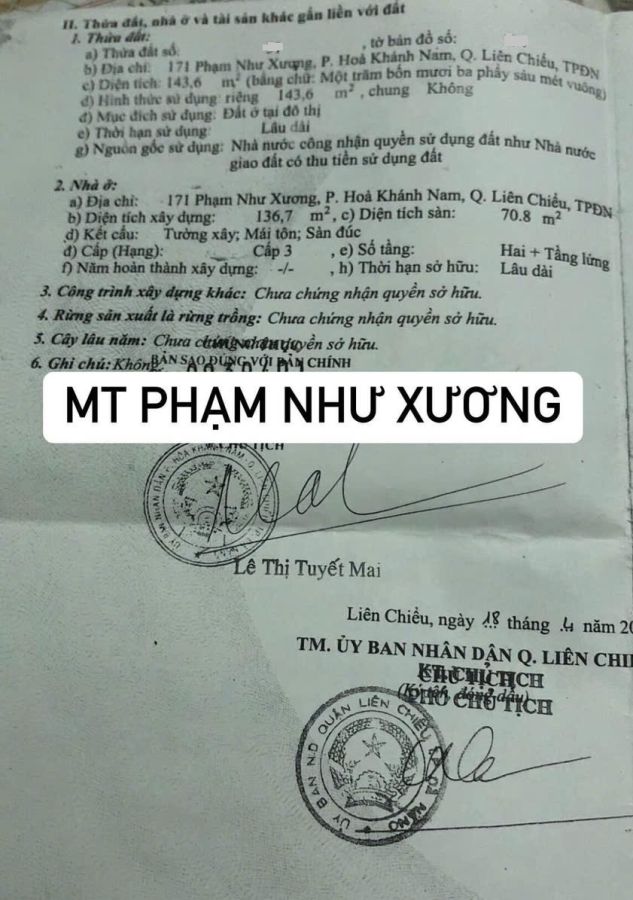 II. Thửa đất, nhà ở và tài sản khác gắn liền với đất
1. Thửa đất:
a) Thửa đất số: , tờ bản đồ số:
b) Địa chỉ: 171 Phạm Như Xương, P. Hoà Khánh Nam, Q. Liên Chiểu, TPĐN
c) Diện tích: 143,6 m², (bằng chữ: Một trăm bốn mươi ba phẩy sáu mét vuông)
d) Hình thức sử dụng: riêng 143,6 m², chung Không
đ) Mục đích sử dụng: Đất ở tại đô thị
e) Thời hạn sử dụng: Lâu dài
g) Nguồn gốc sử dụng: Nhà nước công nhận quyền sử dụng đất như Nhà nước
giao đất có thu tiền sử dụng đất
2. Nhà ở:
a) Địa chỉ: 171 Phạm Như Xương, P. Hoà Khánh Nam, Q. Liên Chiểu, TPĐN
b) Diện tích xây dựng: 136,7 m², c) Diện tích sàn: 70.8 m²
d) Kết cấu: Tường xây; Mái tôn; Sàn đúc
đ) Cấp (Hạng): Cấp 3 , e) Số tầng: Hai + Tầng lửng
f) Năm hoàn thành xây dựng: -/- , h) Thời hạn sở hữu: Lâu dài
3. Công trình xây dựng khác: Chưa chứng nhận quyền sở hữu.
4. Rừng sản xuất là rừng trồng: Chưa chứng nhận quyền sở hữu.
5. Cây lâu năm: Chưa chứng nhận quyền sở hữu.
6. Ghi chú: Không.
BẢN SAO ĐÚNG VỚI BẢN CHÍNH
MT PHẠM NHƯ XƯƠNG
CHỦ TỊCH
Lê Thị Tuyết Mai
Liên Chiểu, ngày 18 tháng 4 năm 20
TM. ỦY BAN NHÂN DÂN Q. LIÊN CHI
KT. CHỦ TỊCH
PHÓ CHỦ TỊCH
ỦY BAN N.D QUẬN LIÊN CHIỂU